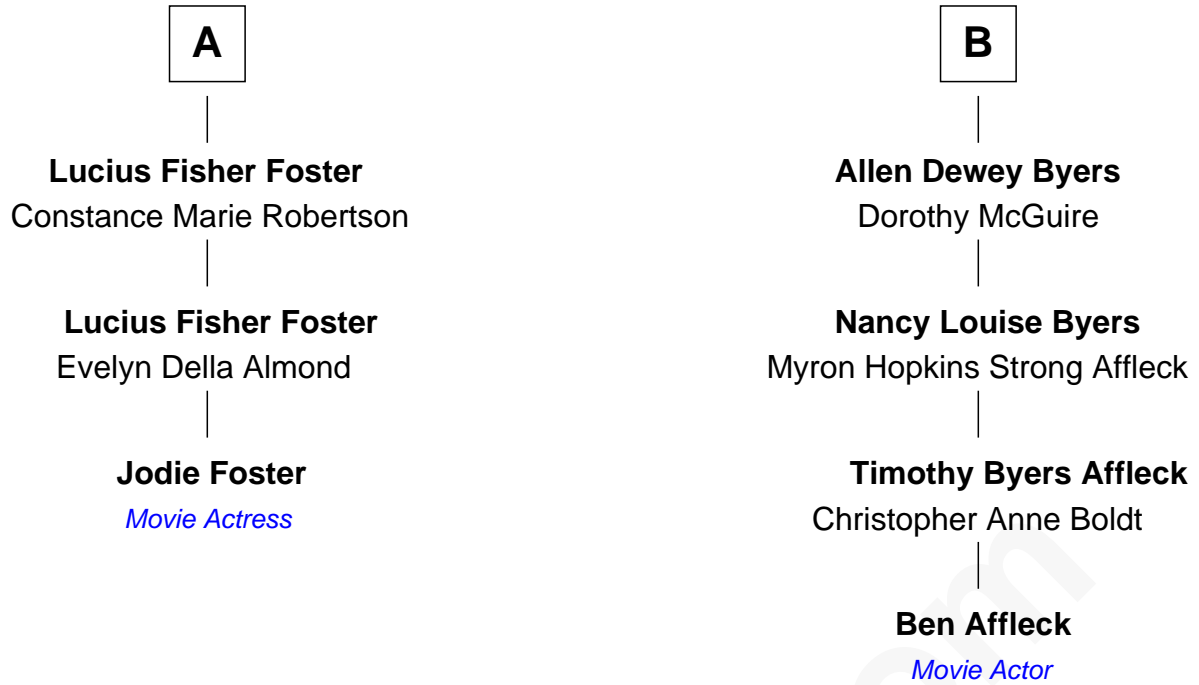 A
Lucius Fisher Foster
Constance Marie Robertson
Lucius Fisher Foster
Evelyn Della Almond
Jodie Foster
Movie Actress
B
Allen Dewey Byers
Dorothy McGuire
Nancy Louise Byers
Myron Hopkins Strong Affleck
Timothy Byers Affleck
Christopher Anne Boldt
Ben Affleck
Movie Actor